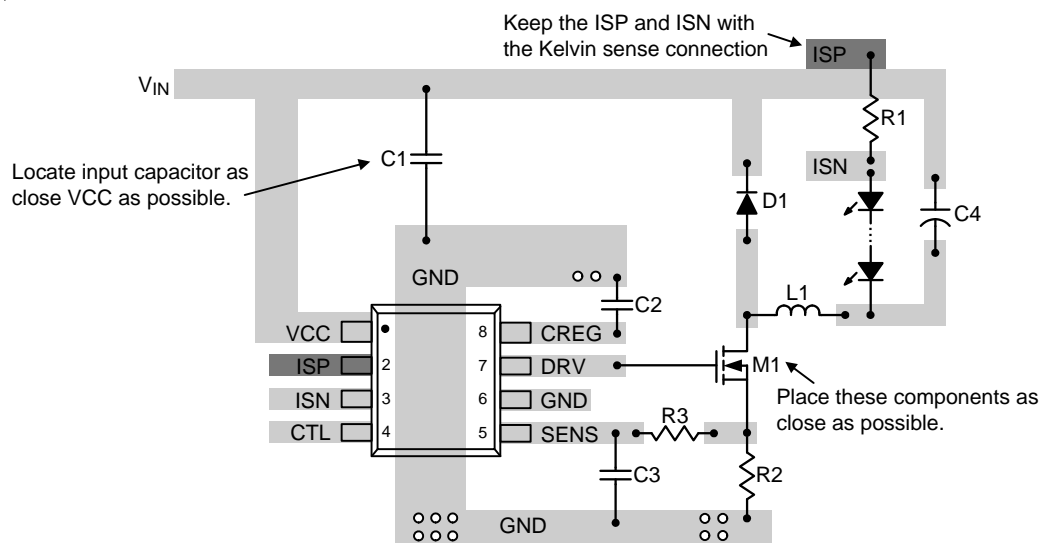 Keep the ISP and ISN with
the Kelvin sense connection
ISP
VIN
R1
C1
Locate input capacitor as
close VCC as possible.
ISN
D1
C4
GND
C2
L1
VCC
8
CREG
ISP
2
7
DRV
M1
ISN
3
6
GND
Place these components as
close as possible.
CTL
4
5
SENS
R3
C3
R2
GND